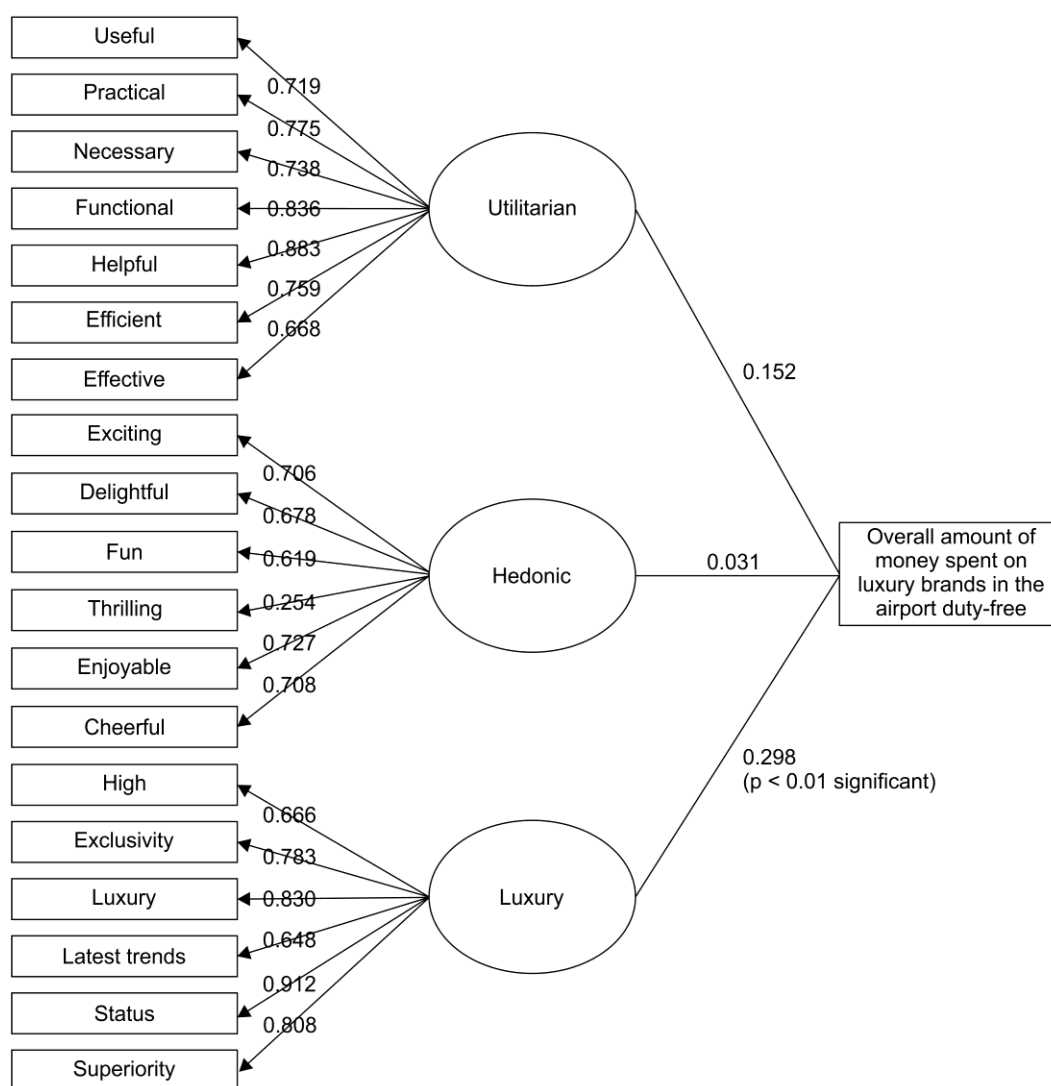 Useful
Practical
Necessary
Functional
Helpful
Efficient
Effective
Exciting
Delightful
Fun
Thrilling
Enjoyable
Cheerful
High
Exclusivity
Luxury
Latest trends
Status
Superiority
0.719
0.775
0.738
0.836
0.883
0.759
0.668
0.706
0.678
0.619
0.254
0.727
0.708
0.666
0.783
0.830
0.648
0.912
0.808
Utilitarian
Hedonic
Luxury
0.152
0.031
0.298
(p < 0.01 significant)
Overall amount of
money spent on
luxury brands in the
airport duty-free